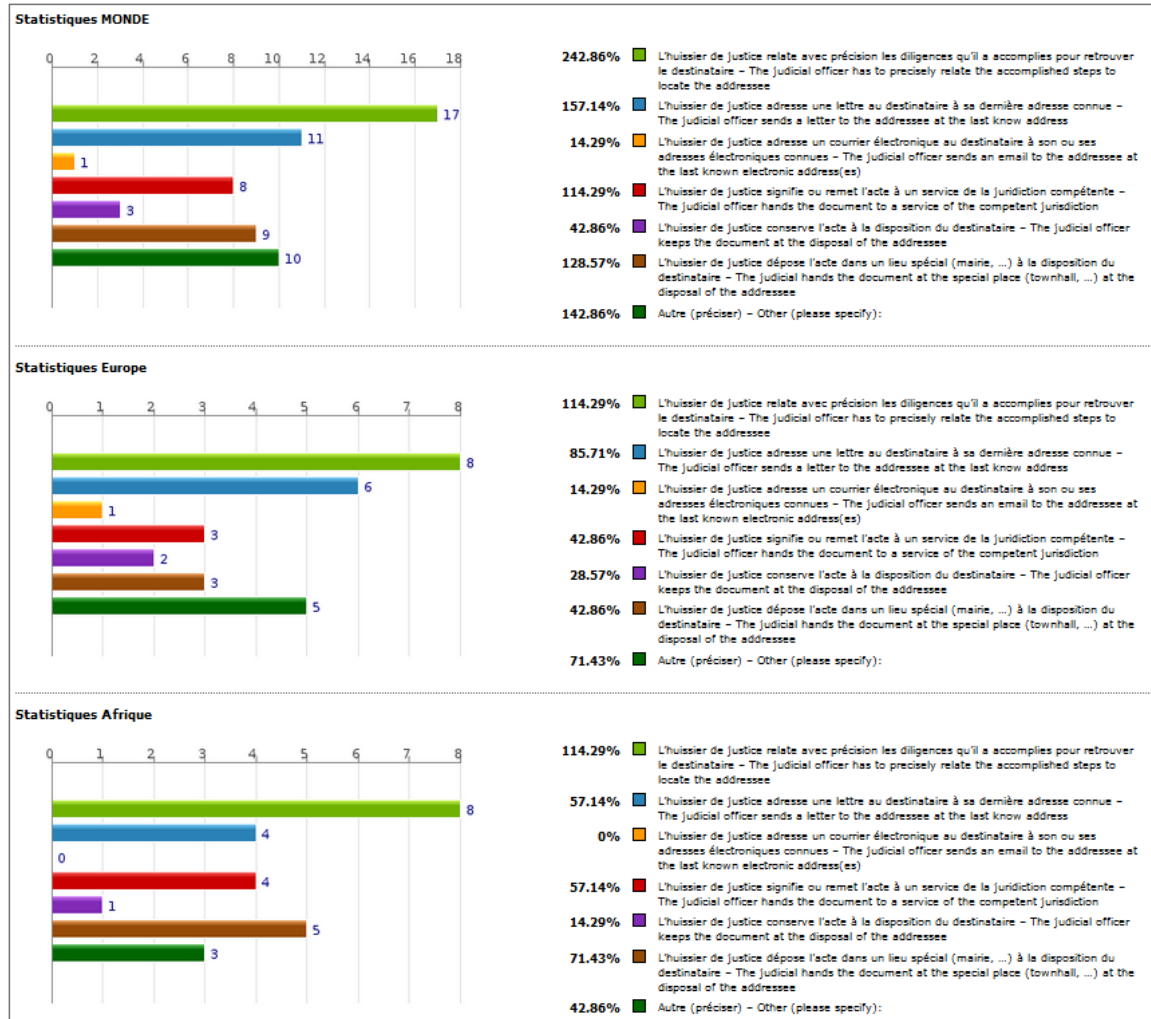 Statistiques MONDE
0 2 4 6 8 10 12 14 16 18
17
11
1
8
3
9
10
242.86% L'huissier de justice relate avec précision les diligences qu'il a accomplies pour retrouver
le destinataire – The judicial officer has to precisely relate the accomplished steps to
locate the addressee
157.14% L'huissier de justice adresse une lettre au destinataire à sa dernière adresse connue –
The judicial officer sends a letter to the addressee at the last know address
14.29% L'huissier de justice adresse un courrier électronique au destinataire à son ou ses
adresses électroniques connues – The judicial officer sends an email to the addressee at
the last known electronic address(es)
114.29% L'huissier de justice signifie ou remet l'acte à un service de la juridiction compétente –
The judicial officer hands the document to a service of the competent jurisdiction
42.86% L'huissier de justice conserve l'acte à la disposition du destinataire – The judicial officer
keeps the document at the disposal of the addressee
128.57% L'huissier de justice dépose l'acte dans un lieu spécial (mairie, ...) à la disposition du
destinataire – The judicial hands the document at the special place (townhall, ...) at the
disposal of the addressee
142.86% Autre (préciser) – Other (please specify):
Statistiques Europe
0 1 2 3 4 5 6 7 8
8
6
1
3
2
3
5
114.29% L'huissier de justice relate avec précision les diligences qu'il a accomplies pour retrouver
le destinataire – The judicial officer has to precisely relate the accomplished steps to
locate the addressee
85.71% L'huissier de justice adresse une lettre au destinataire à sa dernière adresse connue –
The judicial officer sends a letter to the addressee at the last know address
14.29% L'huissier de justice adresse un courrier électronique au destinataire à son ou ses
adresses électroniques connues – The judicial officer sends an email to the addressee at
the last known electronic address(es)
42.86% L'huissier de justice signifie ou remet l'acte à un service de la juridiction compétente –
The judicial officer hands the document to a service of the competent jurisdiction
28.57% L'huissier de justice conserve l'acte à la disposition du destinataire – The judicial officer
keeps the document at the disposal of the addressee
42.86% L'huissier de justice dépose l'acte dans un lieu spécial (mairie, ...) à la disposition du
destinataire – The judicial hands the document at the special place (townhall, ...) at the
disposal of the addressee
71.43% Autre (préciser) – Other (please specify):
Statistiques Afrique
0 1 2 3 4 5 6 7 8
8
4
0
4
1
5
3
114.29% L'huissier de justice relate avec précision les diligences qu'il a accomplies pour retrouver
le destinataire – The judicial officer has to precisely relate the accomplished steps to
locate the addressee
57.14% L'huissier de justice adresse une lettre au destinataire à sa dernière adresse connue –
The judicial officer sends a letter to the addressee at the last know address
0% L'huissier de justice adresse un courrier électronique au destinataire à son ou ses
adresses électroniques connues – The judicial officer sends an email to the addressee at
the last known electronic address(es)
57.14% L'huissier de justice signifie ou remet l'acte à un service de la juridiction compétente –
The judicial officer hands the document to a service of the competent jurisdiction
14.29% L'huissier de justice conserve l'acte à la disposition du destinataire – The judicial officer
keeps the document at the disposal of the addressee
71.43% L'huissier de justice dépose l'acte dans un lieu spécial (mairie, ...) à la disposition du
destinataire – The judicial hands the document at the special place (townhall, ...) at the
disposal of the addressee
42.86% Autre (préciser) – Other (please specify):